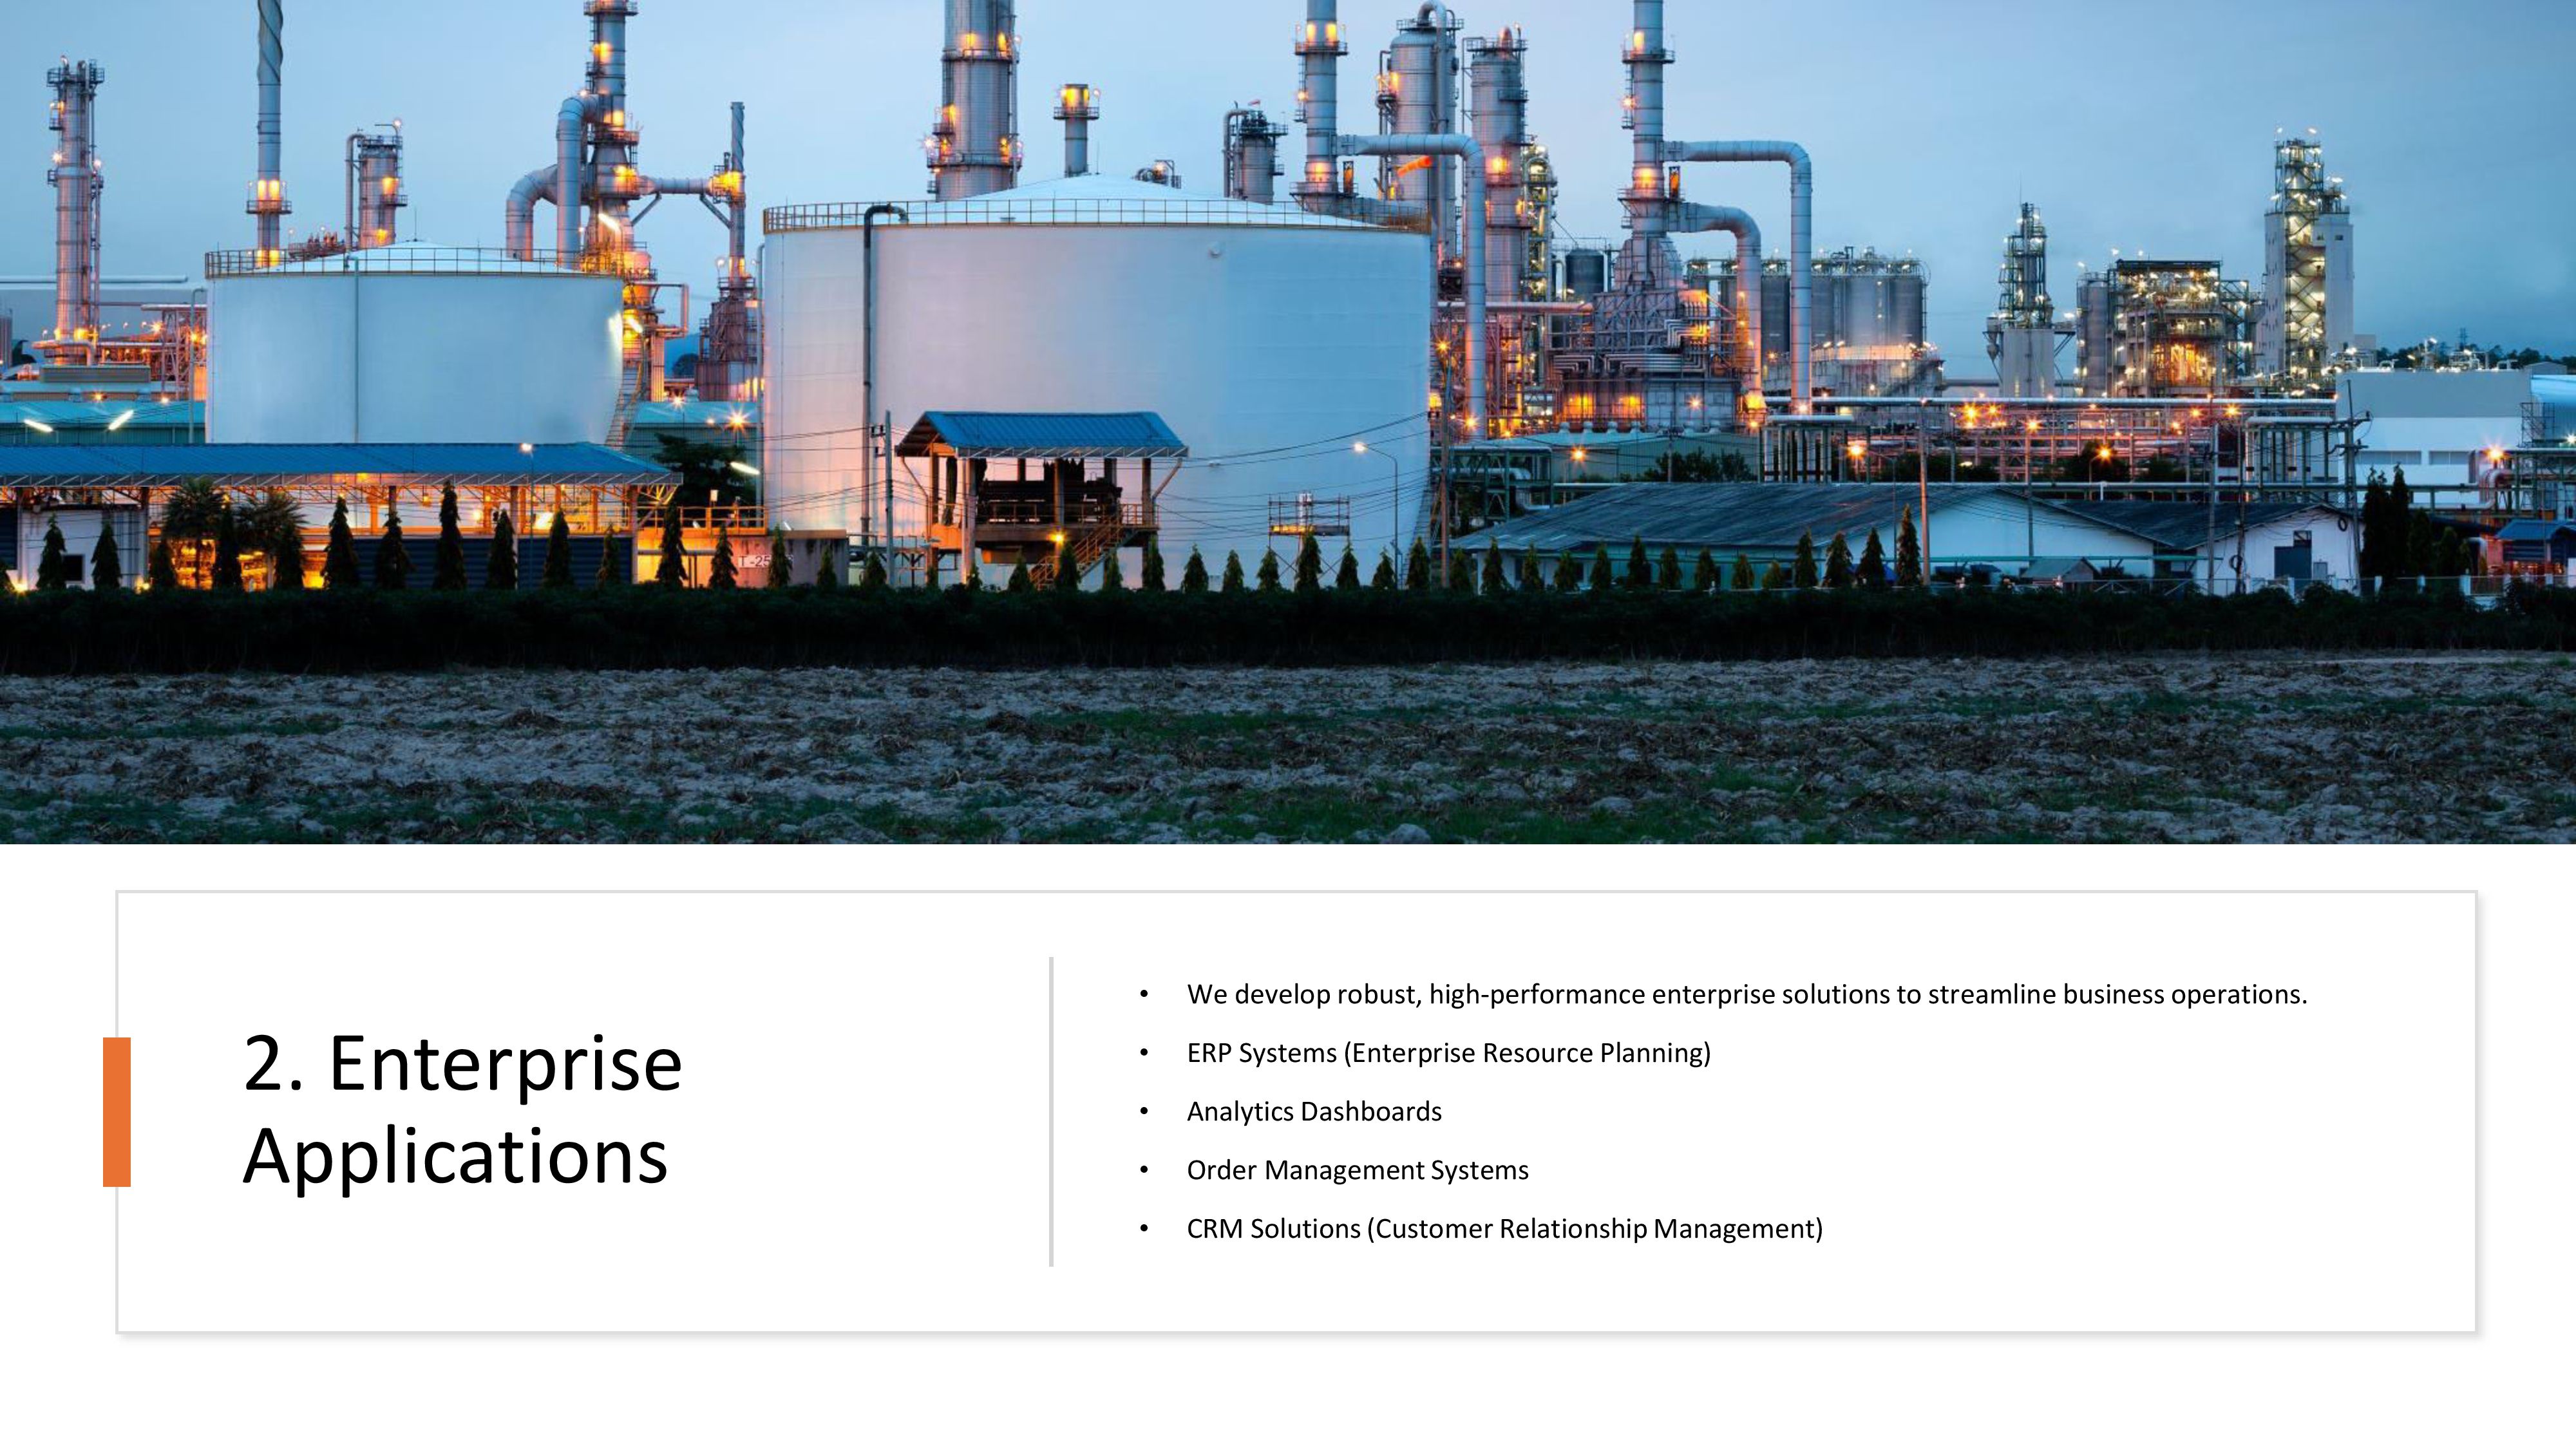 2. Enterprise
Applications
• We develop robust, high-performance enterprise solutions to streamline business operations.
• ERP Systems (Enterprise Resource Planning)
• Analytics Dashboards
• Order Management Systems
• CRM Solutions (Customer Relationship Management)